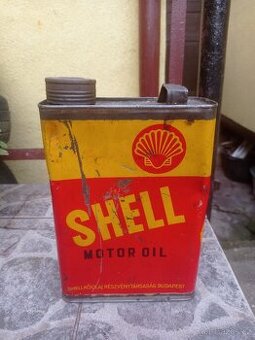 SHELL
MOTOR OIL
SHELL KŐOLAJ RÉSZVÉNYTÁRSASÁG BUDAPEST